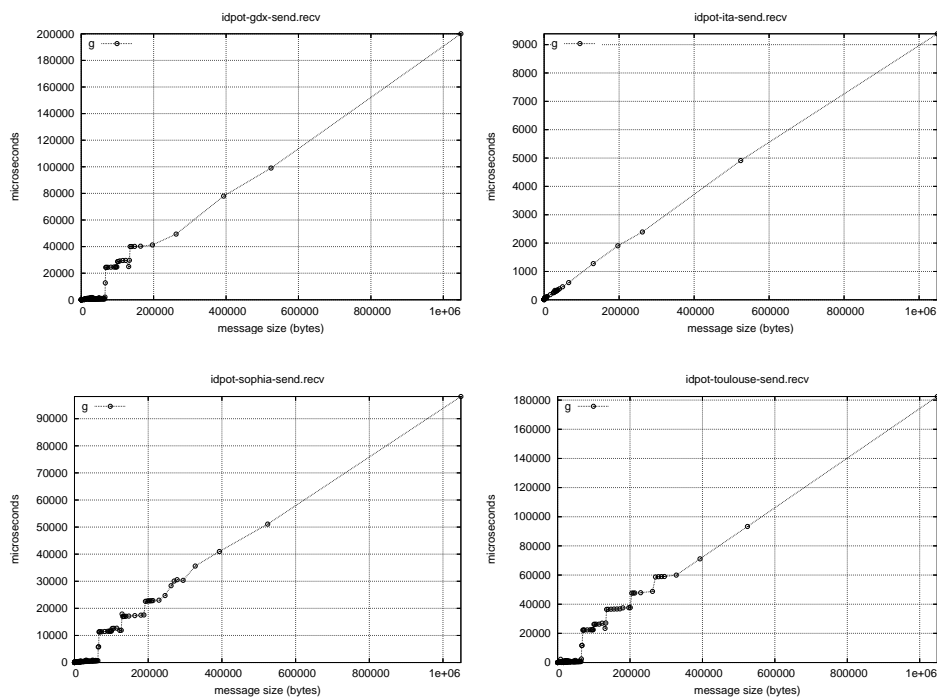 idpot-gdx-send.recv
g
200000
180000
160000
140000
120000
100000
80000
60000
40000
20000
0
microseconds
0 200000 400000 600000 800000 1e+06
message size (bytes)
idpot-ita-send.recv
g
9000
8000
7000
6000
5000
4000
3000
2000
1000
0
microseconds
0 200000 400000 600000 800000 1e+06
message size (bytes)
idpot-sophia-send.recv
g
90000
80000
70000
60000
50000
40000
30000
20000
10000
0
microseconds
0 200000 400000 600000 800000 1e+06
message size (bytes)
idpot-toulouse-send.recv
g
180000
160000
140000
120000
100000
80000
60000
40000
20000
0
microseconds
0 200000 400000 600000 800000 1e+06
message size (bytes)